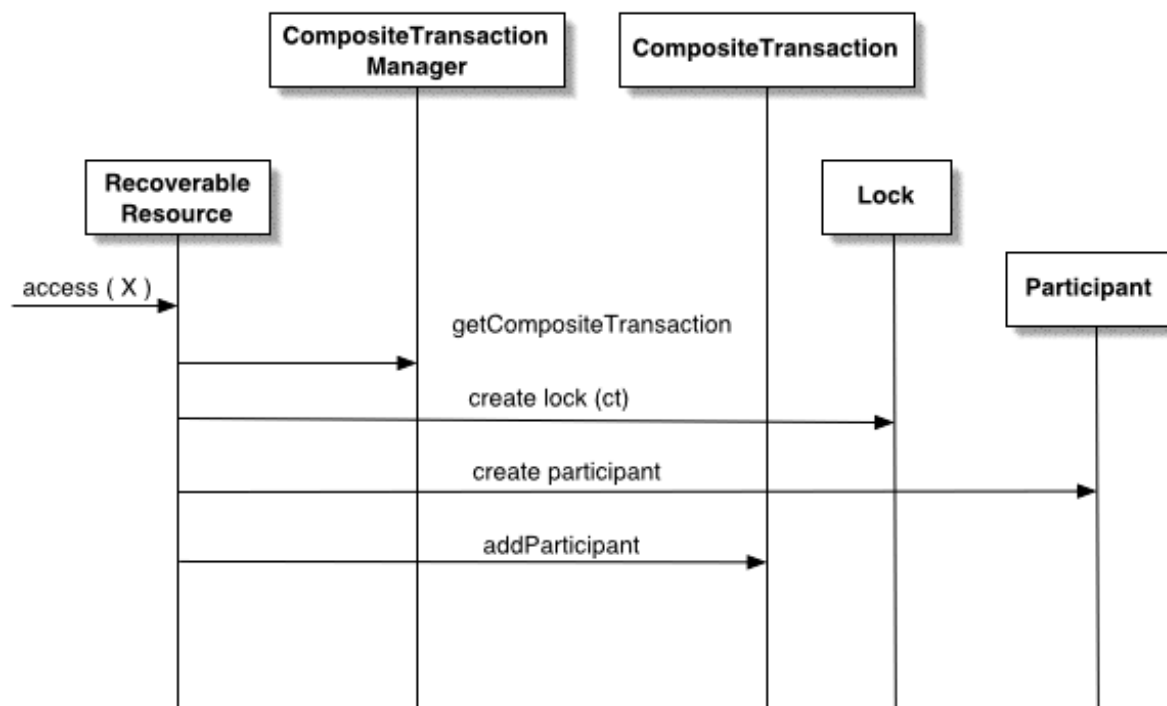 CompositeTransaction
Manager
CompositeTransaction
Recoverable
Resource
Lock
Participant
access ( X )
getCompositeTransaction
create lock (ct)
create participant
addParticipant